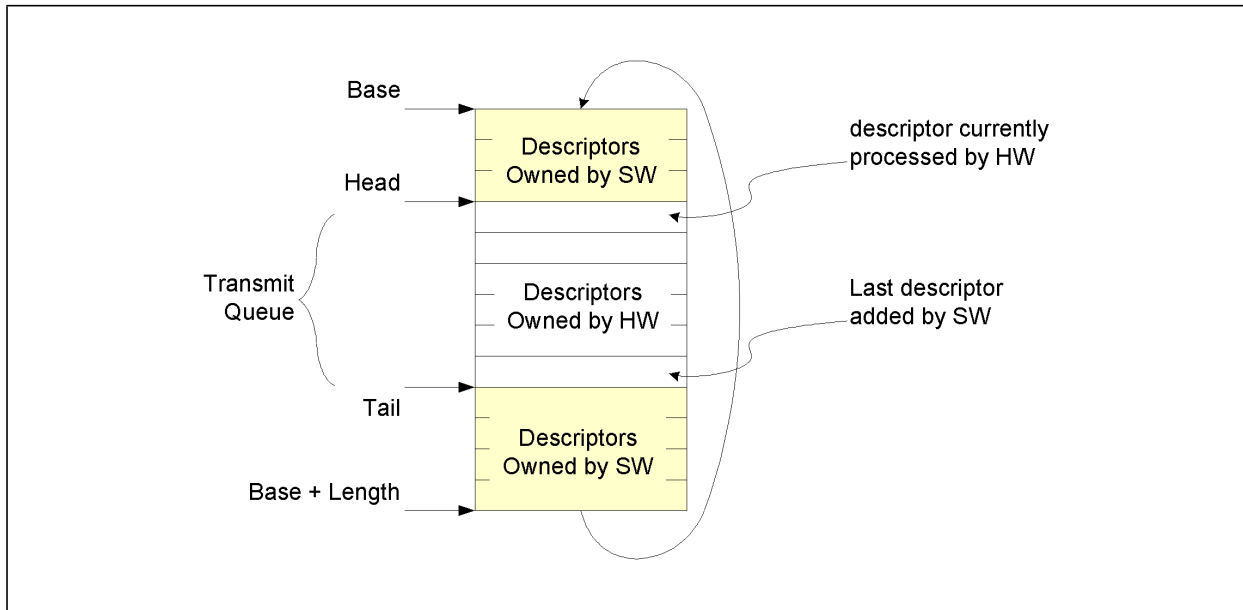 Base
Descriptors
Owned by SW
descriptor currently
processed by HW
Head
Transmit
Queue
Descriptors
Owned by HW
Last descriptor
added by SW
Tail
Descriptors
Owned by SW
Base + Length